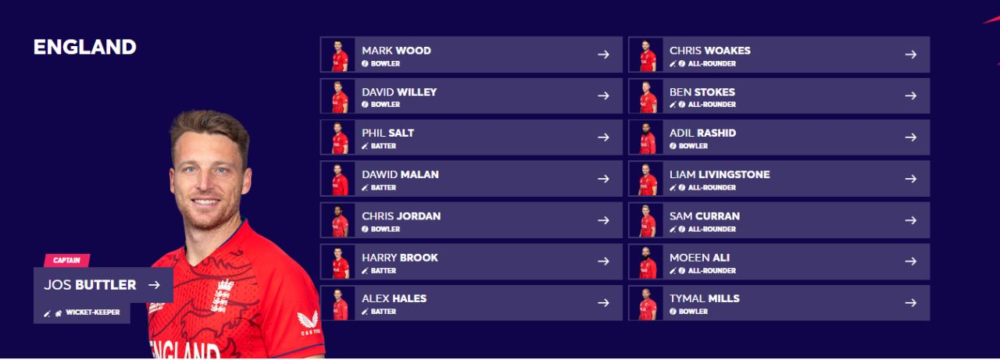 ENGLAND
CAPTAIN
JOS BUTTLER
WICKET-KEEPER
ENGLAND
CASTORE
MARK WOOD
BOWLER
DAVID WILLEY
BOWLER
PHIL SALT
BATTER
DAWID MALAN
BATTER
CHRIS JORDAN
BOWLER
HARRY BROOK
BATTER
ALEX HALES
BATTER
CHRIS WOAKES
ALL-ROUNDER
BEN STOKES
ALL-ROUNDER
ADIL RASHID
BOWLER
LIAM LIVINGSTONE
ALL-ROUNDER
SAM CURRAN
ALL-ROUNDER
MOEEN ALI
ALL-ROUNDER
TYMAL MILLS
BOWLER